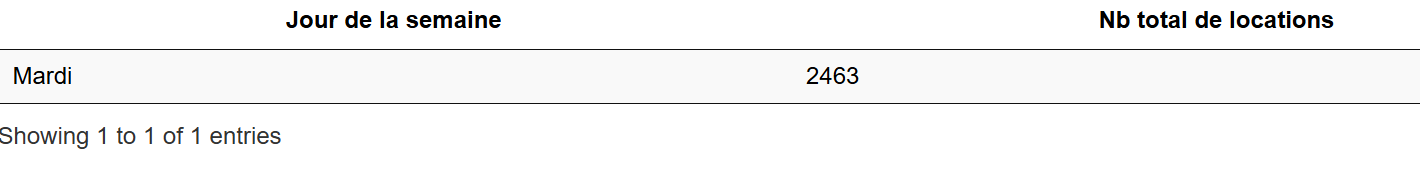 Jour de la semaine Nb total de locations
Mardi 2463
Showing 1 to 1 of 1 entries